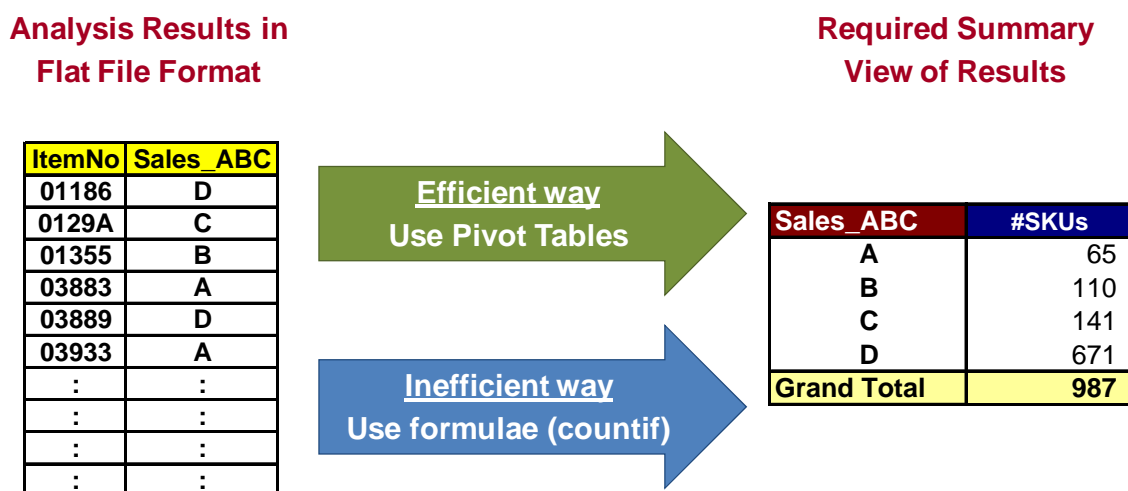 Analysis Results in
Flat File Format
ItemNo Sales_ABC
01186 D
0129A C
01355 B
03883 A
03889 D
03933 A
: :
: :
: :
: :
Efficient way
Use Pivot Tables
Inefficient way
Use formulae (countif)
Required Summary
View of Results
Sales_ABC #SKUs
A 65
B 110
C 141
D 671
Grand Total 987